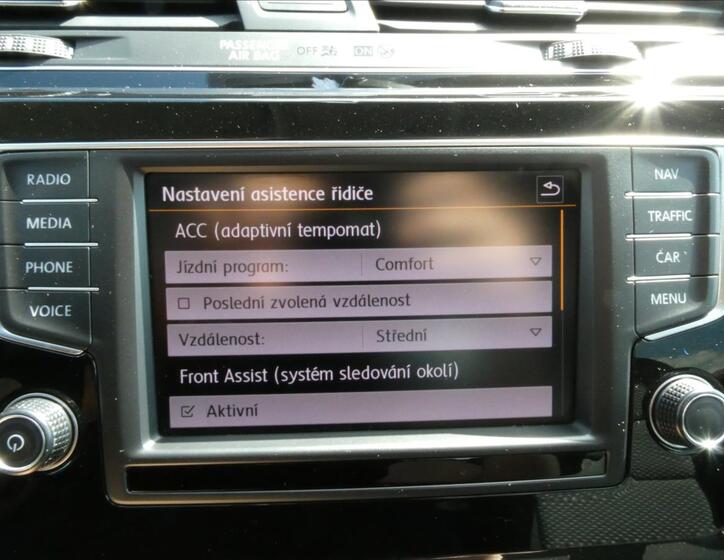 PASSENGER OFF ON
AIR BAG
RADIO
MEDIA
PHONE
VOICE
Nastavení asistence řidiče
ACC (adaptivní tempomat)
Jízdní program: Comfort
Poslední zvolená vzdálenost
Vzdálenost: Střední
Front Assist (systém sledování okolí)
Aktivní
NAV
TRAFFIC
ČAR
MENU